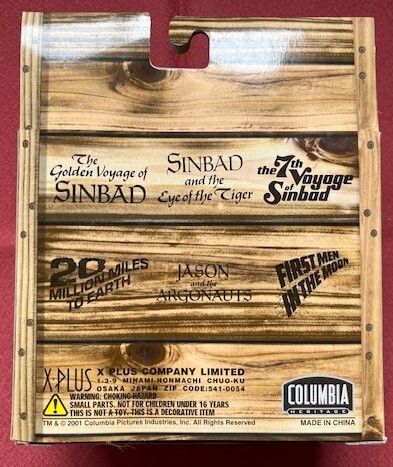 The
Golden Voyage of
SINBAD
SINBAD
and the
Eye of the Tiger
the 7th
Voyage
of
Sinbad
20
MILLION MILES
TO EARTH
JASON
and the
ARGONAUTS
FIRST MEN
IN THE MOON
X-PLUS
X PLUS COMPANY LIMITED
1-3-9 MINAMI-HONMACHI CHUO-KU
OSAKA JAPAN ZIP CODE:541-0054
WARNING: CHOKING HAZARD
SMALL PARTS. NOT FOR CHILDREN UNDER 16 YEARS
THIS IS NOT A TOY. THIS IS A DECORATIVE ITEM
TM & © 2001 Columbia Pictures Industries, Inc. All Rights Reserved
COLUMBIA
HERITAGE
MADE IN CHINA